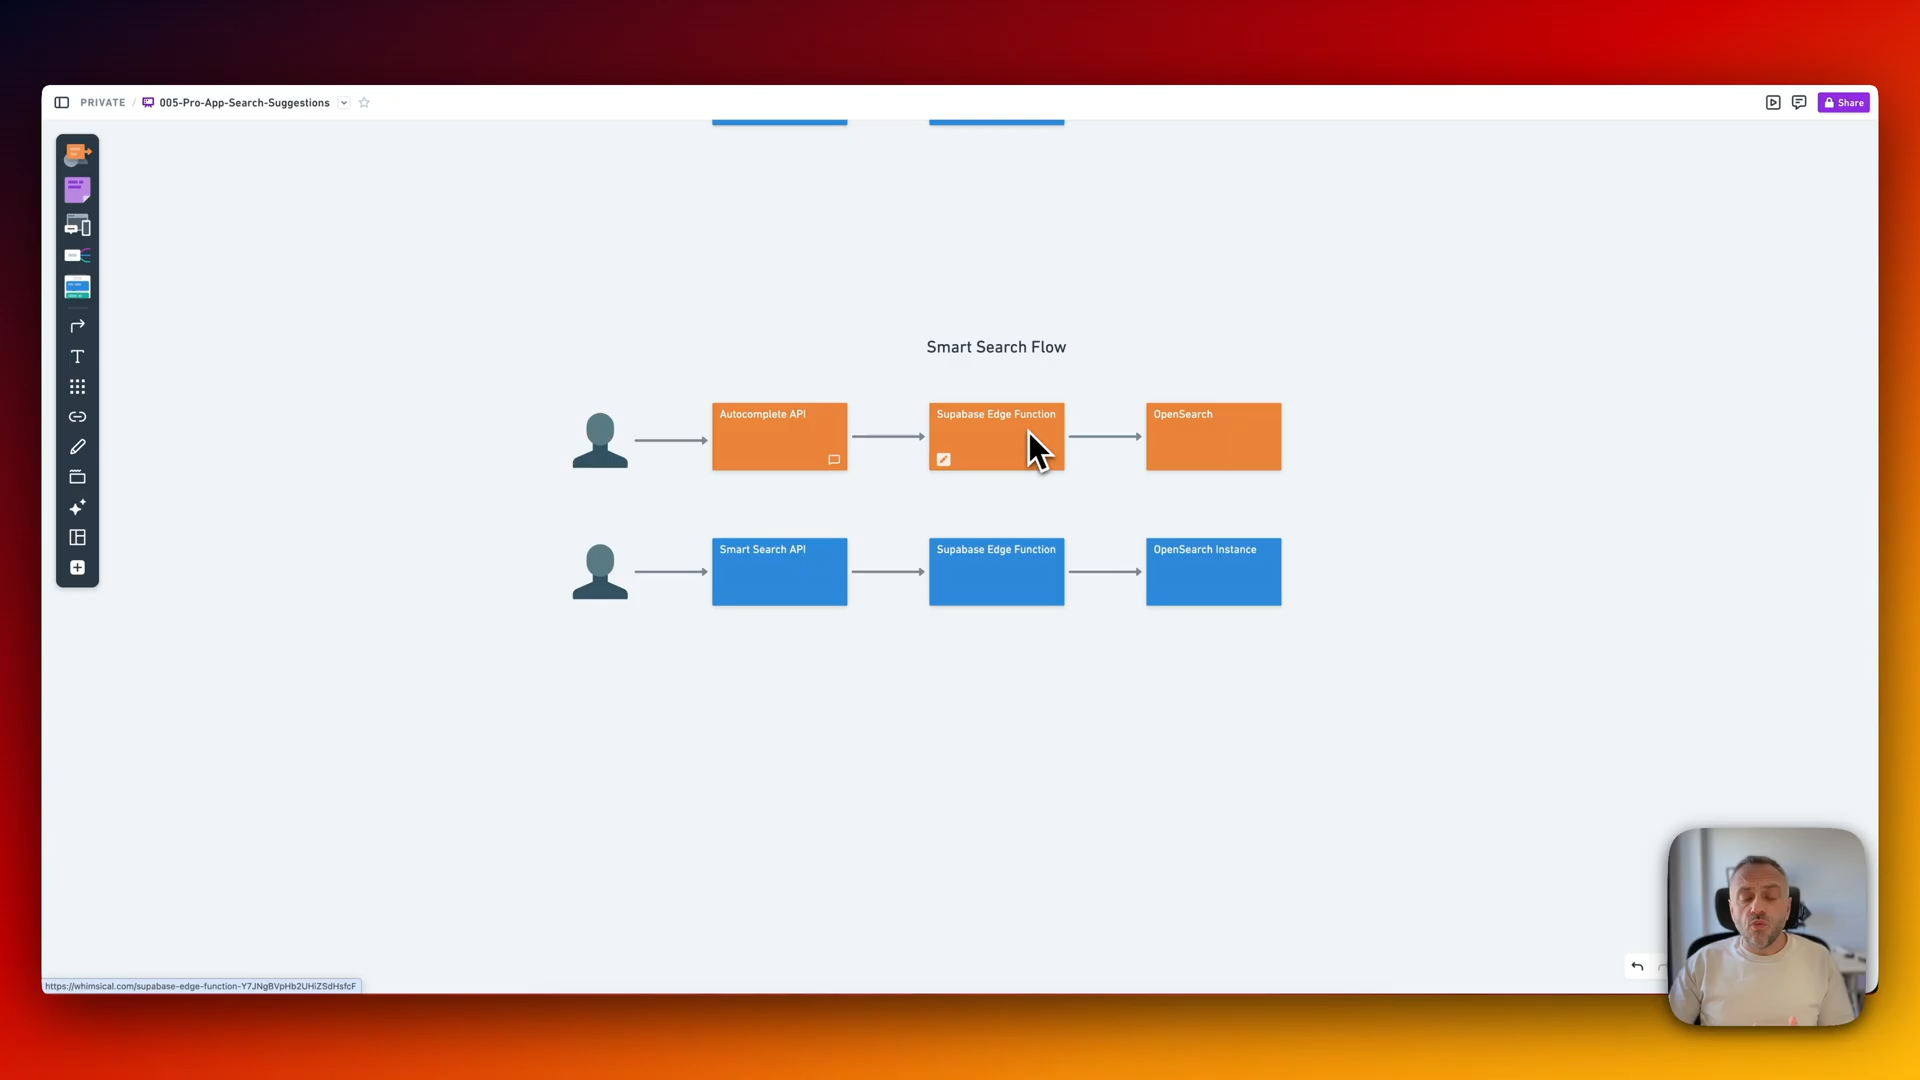 PRIVATE / 005-Pro-App-Search-Suggestions
Share
Smart Search Flow
Autocomplete API
Supabase Edge Function
OpenSearch
Smart Search API
Supabase Edge Function
OpenSearch Instance
https://whimsical.com/supabase-edge-function-Y7JNgBVpHb2UHiZSdHsfcF